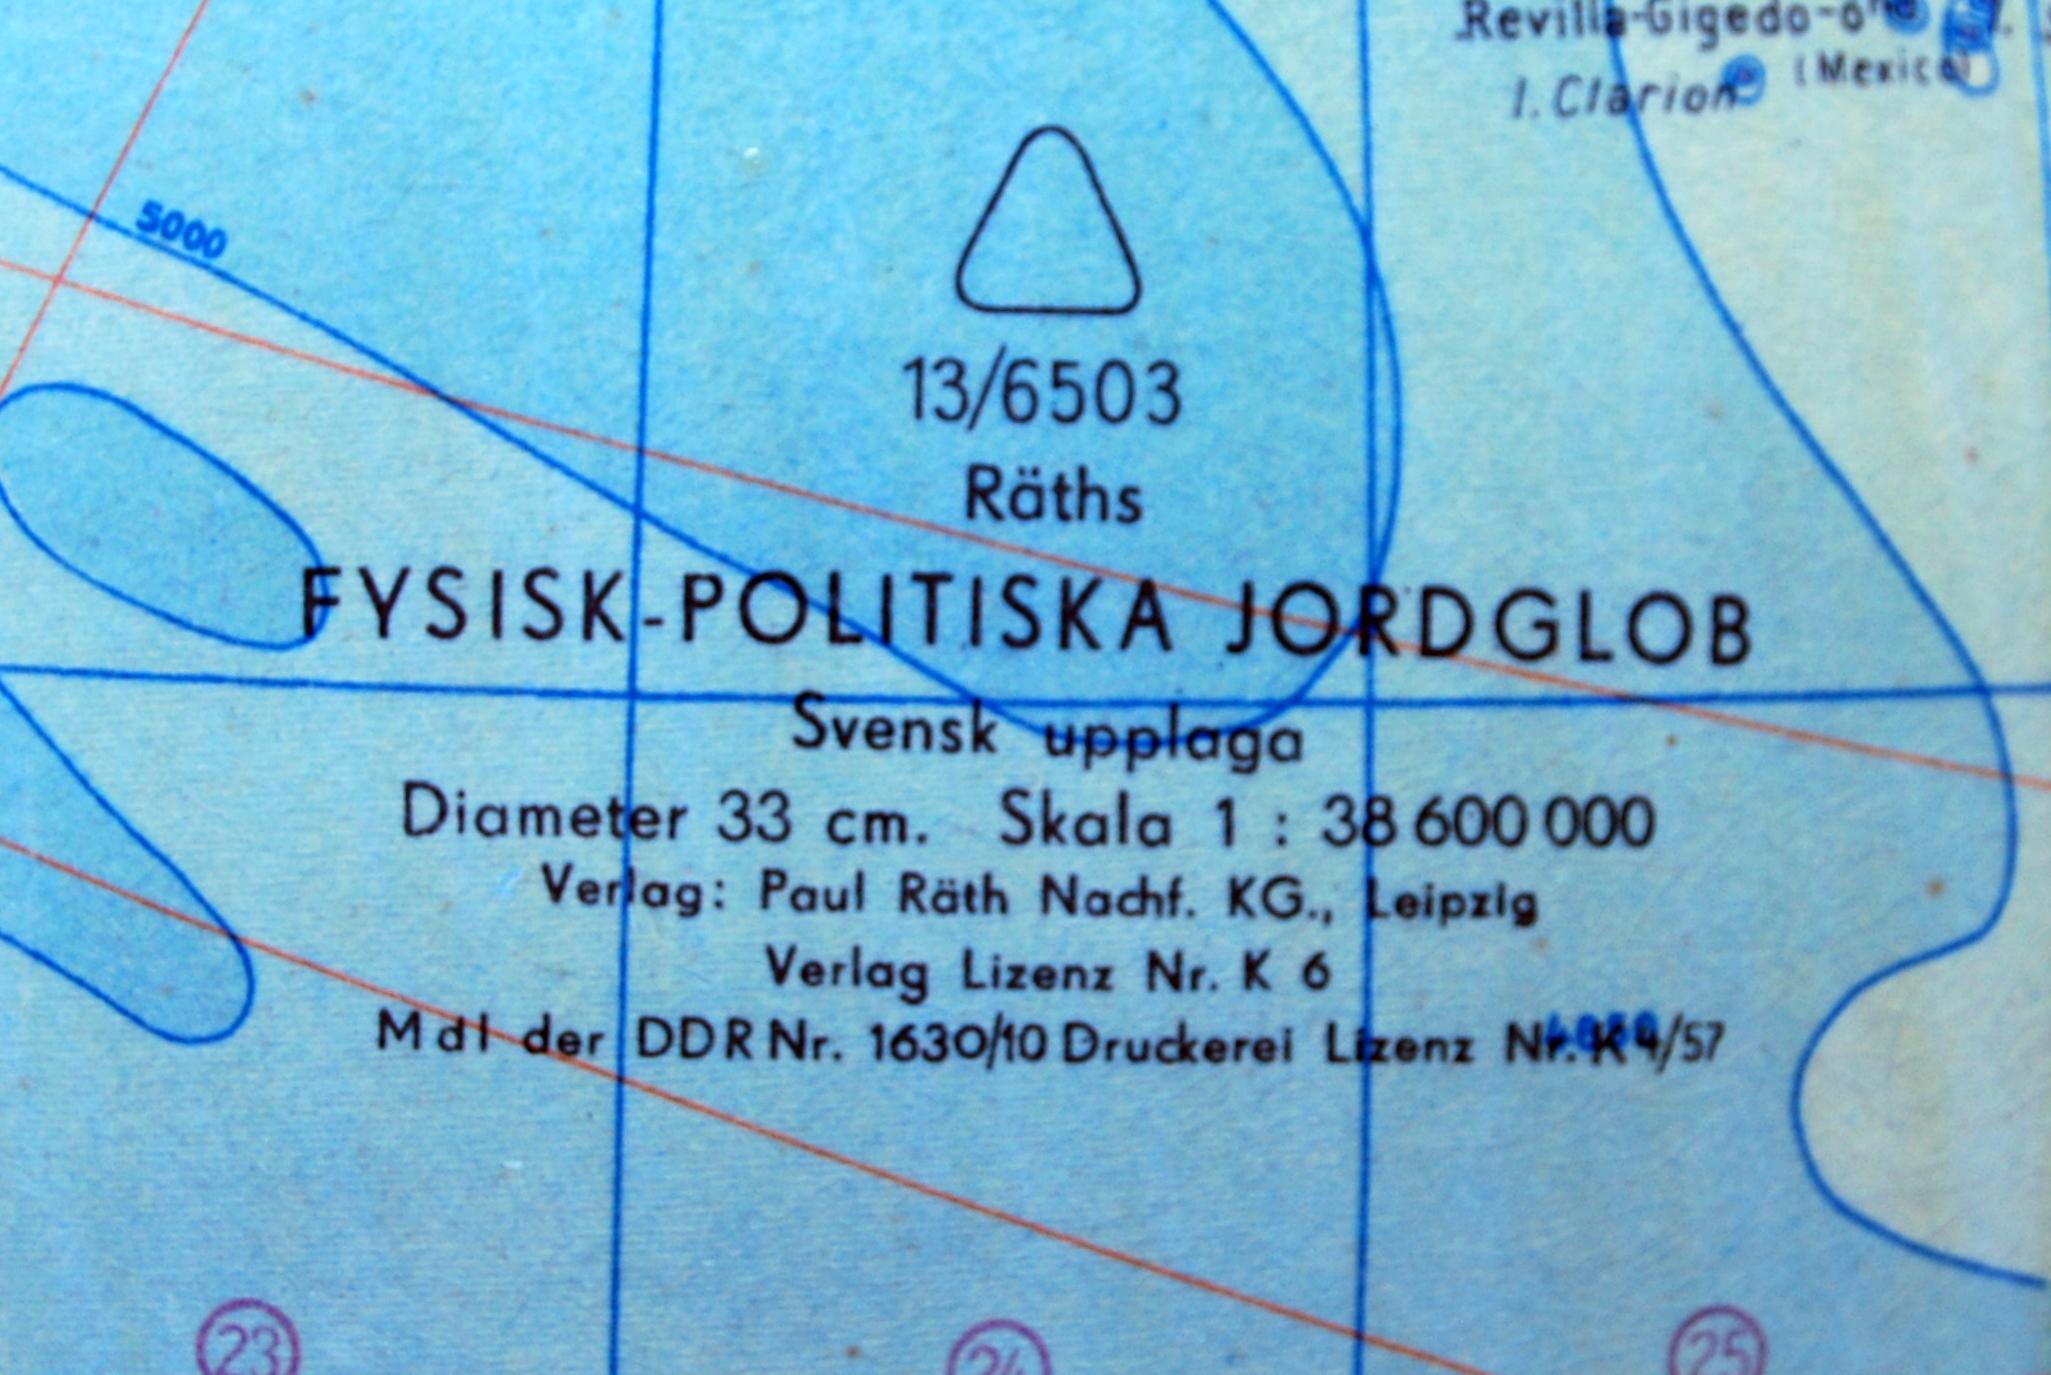 Revilla-Gigedo-ö
I. Clarion (Mexico)
5000
13/6503
Räths
FYSISK-POLITISKA JORDGLOB
Svensk upplaga
Diameter 33 cm. Skala 1 : 38 600 000
Verlag: Paul Räth Nachf. KG., Leipzig
Verlag Lizenz Nr. K 6
MdI der DDR Nr. 1630/10 Druckerei Lizenz Nr. K 4/57
23 24 25